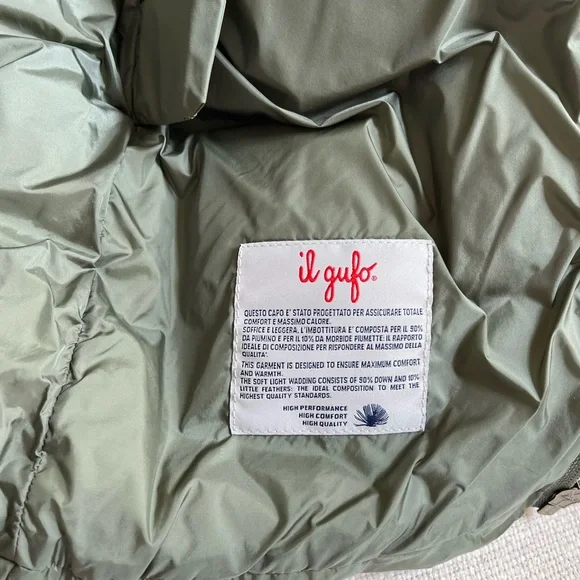 il gufo®
QUESTO CAPO E' STATO PROGETTATO PER ASSICURARE TOTALE
COMFORT E MASSIMO CALORE.
SOFFICE E LEGGERA, L'IMBOTTITURA E' COMPOSTA PER IL 90%
DA PIUMINO E PER IL 10% DA MORBIDE PIUMETTE: IL RAPPORTO
IDEALE DI COMPOSIZIONE PER RISPONDERE AL MASSIMO DELLA
QUALITA'.
THIS GARMENT IS DESIGNED TO ENSURE MAXIMUM COMFORT
AND WARMTH.
THE SOFT LIGHT WADDING CONSISTS OF 90% DOWN AND 10%
LITTLE FEATHERS: THE IDEAL COMPOSITION TO MEET THE
HIGHEST QUALITY STANDARDS.
HIGH PERFORMANCE
HIGH COMFORT
HIGH QUALITY